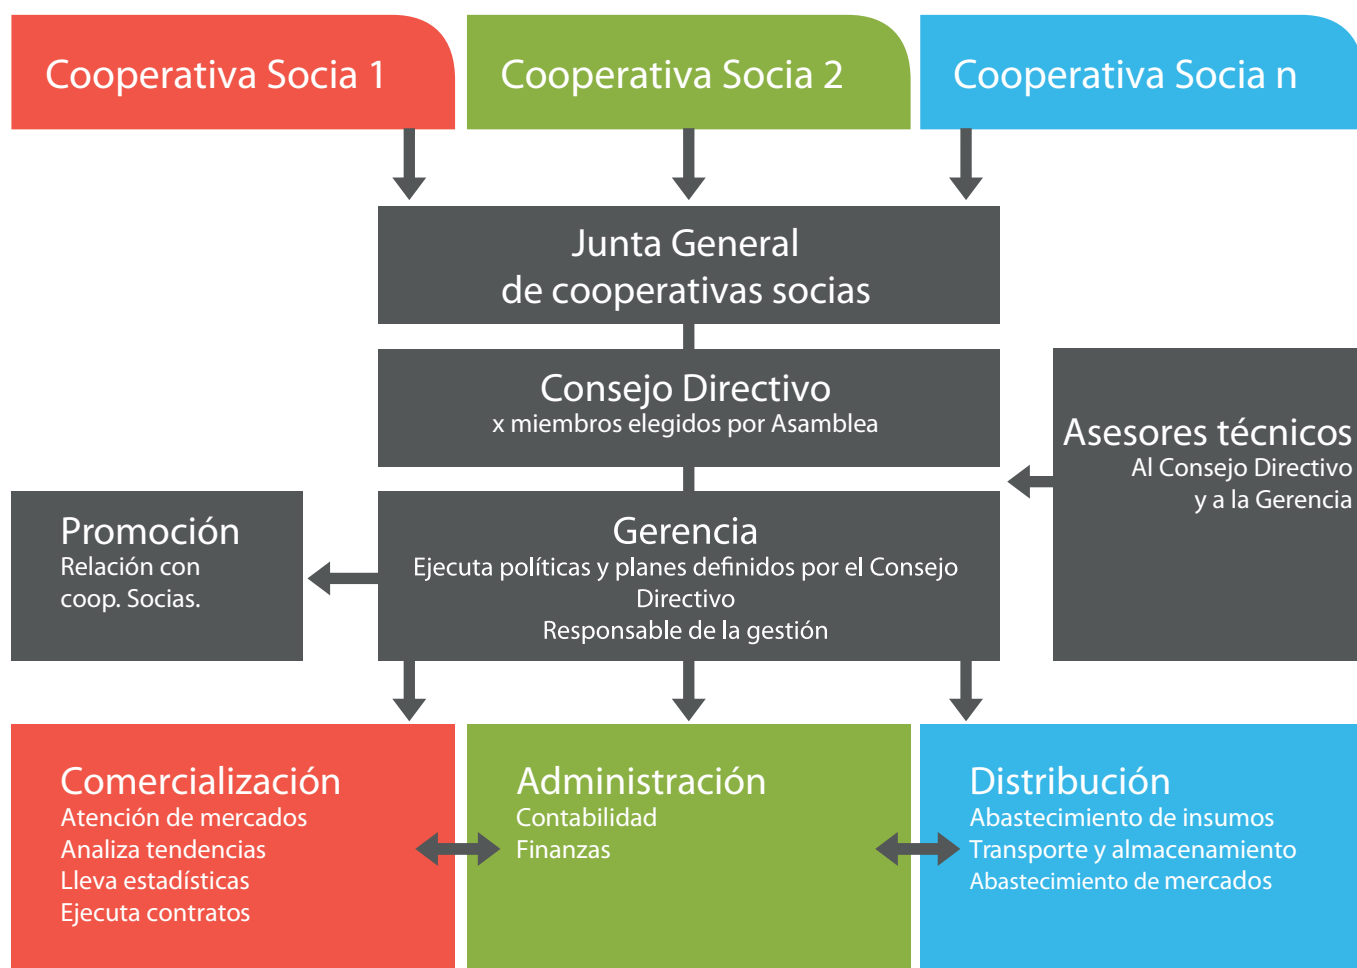 Cooperativa Socia 1
Cooperativa Socia 2
Cooperativa Socia n
Junta General
de cooperativas socias
Consejo Directivo
x miembros elegidos por Asamblea
Asesores técnicos
Al Consejo Directivo
y a la Gerencia
Promoción
Relación con
coop. Socias.
Gerencia
Ejecuta políticas y planes definidos por el Consejo
Directivo
Responsable de la gestión
Comercialización
Atención de mercados
Analiza tendencias
Lleva estadísticas
Ejecuta contratos
Administración
Contabilidad
Finanzas
Distribución
Abastecimiento de insumos
Transporte y almacenamiento
Abastecimiento de mercados